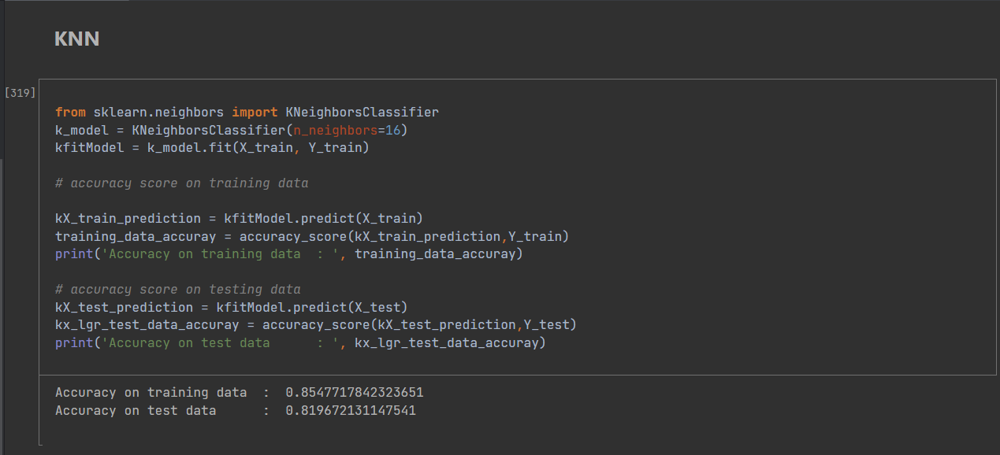 KNN
[319]
from sklearn.neighbors import KNeighborsClassifier
k_model = KNeighborsClassifier(n_neighbors=16)
kfitModel = k_model.fit(X_train, Y_train)
# accuracy score on training data
kX_train_prediction = kfitModel.predict(X_train)
training_data_accuray = accuracy_score(kX_train_prediction,Y_train)
print('Accuracy on training data  : ', training_data_accuray)
# accuracy score on testing data
kX_test_prediction = kfitModel.predict(X_test)
kx_lgr_test_data_accuray = accuracy_score(kX_test_prediction,Y_test)
print('Accuracy on test data      : ', kx_lgr_test_data_accuray)
Accuracy on training data  :  0.8547717842323651
Accuracy on test data      :  0.819672131147541